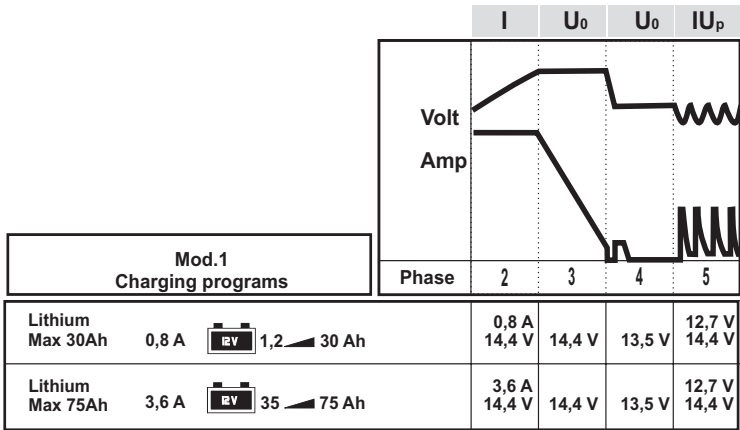 I U₀ U₀ IUₚ
Volt
Amp
Mod.1
Charging programs
Phase 2 3 4 5
Lithium
Max 30Ah 0,8 A 12V 1,2 30 Ah
0,8 A
14,4 V 14,4 V 13,5 V
12,7 V
14,4 V
Lithium
Max 75Ah 3,6 A 12V 35 75 Ah
3,6 A
14,4 V 14,4 V 13,5 V
12,7 V
14,4 V